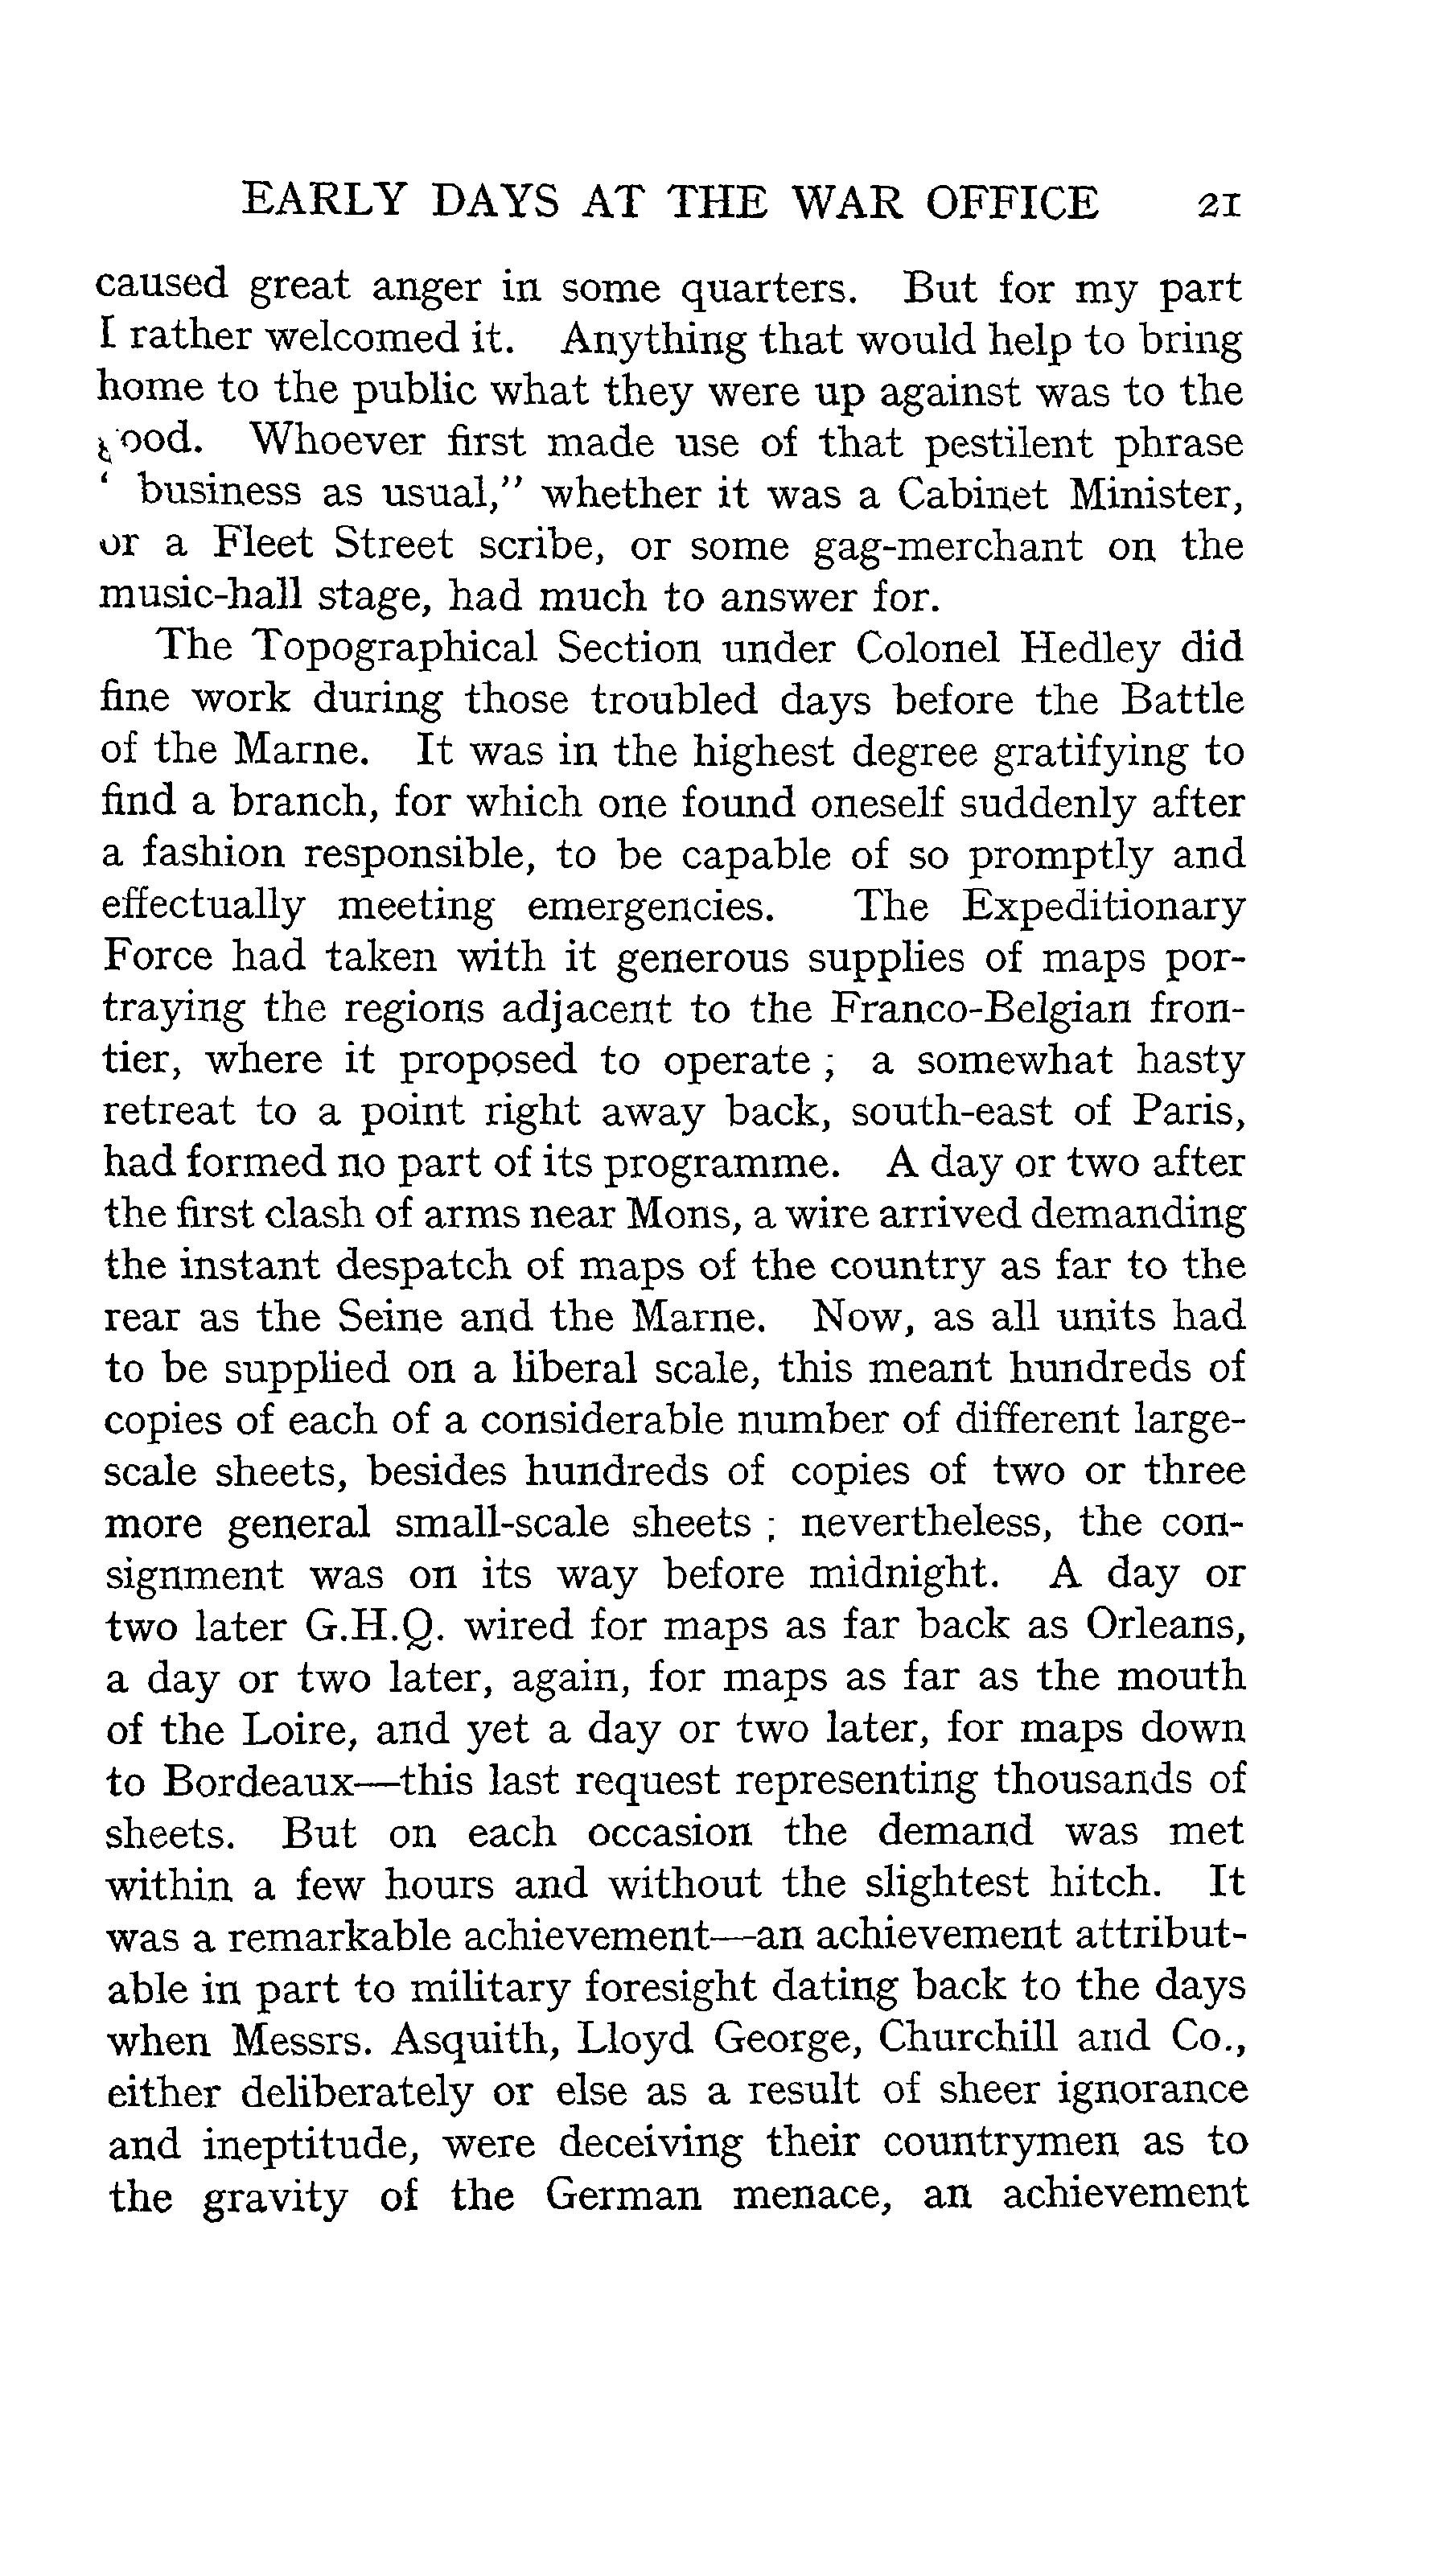 EARLY DAYS AT THE WAR OFFICE 21
caused great anger in some quarters. But for my part
I rather welcomed it. Anything that would help to bring
home to the public what they were up against was to the
good. Whoever first made use of that pestilent phrase
‘ business as usual,” whether it was a Cabinet Minister,
or a Fleet Street scribe, or some gag-merchant on the
music-hall stage, had much to answer for.
The Topographical Section under Colonel Hedley did
fine work during those troubled days before the Battle
of the Marne. It was in the highest degree gratifying to
find a branch, for which one found oneself suddenly after
a fashion responsible, to be capable of so promptly and
effectually meeting emergencies. The Expeditionary
Force had taken with it generous supplies of maps por-
traying the regions adjacent to the Franco-Belgian fron-
tier, where it proposed to operate ; a somewhat hasty
retreat to a point right away back, south-east of Paris,
had formed no part of its programme. A day or two after
the first clash of arms near Mons, a wire arrived demanding
the instant despatch of maps of the country as far to the
rear as the Seine and the Marne. Now, as all units had
to be supplied on a liberal scale, this meant hundreds of
copies of each of a considerable number of different large-
scale sheets, besides hundreds of copies of two or three
more general small-scale sheets ; nevertheless, the con-
signment was on its way before midnight. A day or
two later G.H.Q. wired for maps as far back as Orleans,
a day or two later, again, for maps as far as the mouth
of the Loire, and yet a day or two later, for maps down
to Bordeaux—this last request representing thousands of
sheets. But on each occasion the demand was met
within a few hours and without the slightest hitch. It
was a remarkable achievement—an achievement attribut-
able in part to military foresight dating back to the days
when Messrs. Asquith, Lloyd George, Churchill and Co.,
either deliberately or else as a result of sheer ignorance
and ineptitude, were deceiving their countrymen as to
the gravity of the German menace, an achievement